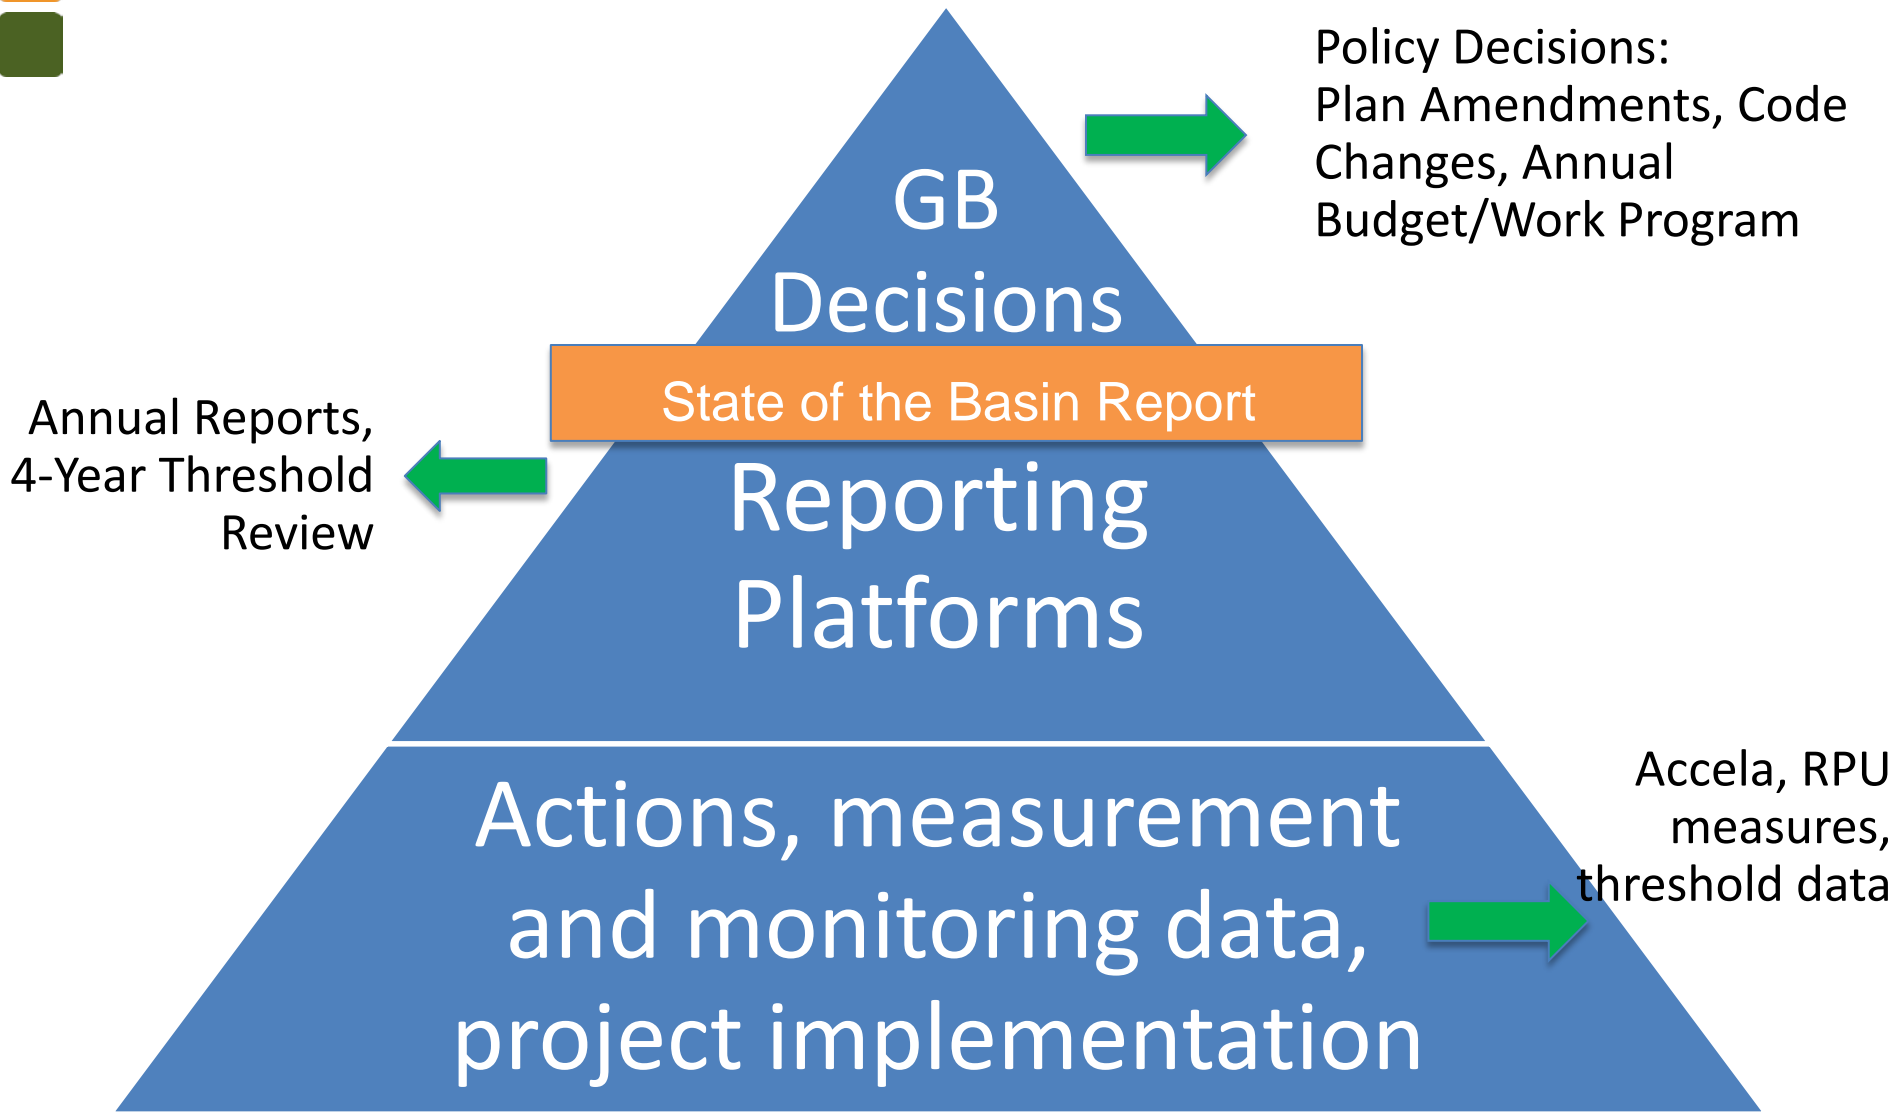 Policy Decisions:
Plan Amendments, Code
Changes, Annual
Budget/Work Program
GB
Decisions
State of the Basin Report
Annual Reports,
4-Year Threshold
Review
Reporting
Platforms
Accela, RPU
measures,
threshold data
Actions, measurement
and monitoring data,
project implementation